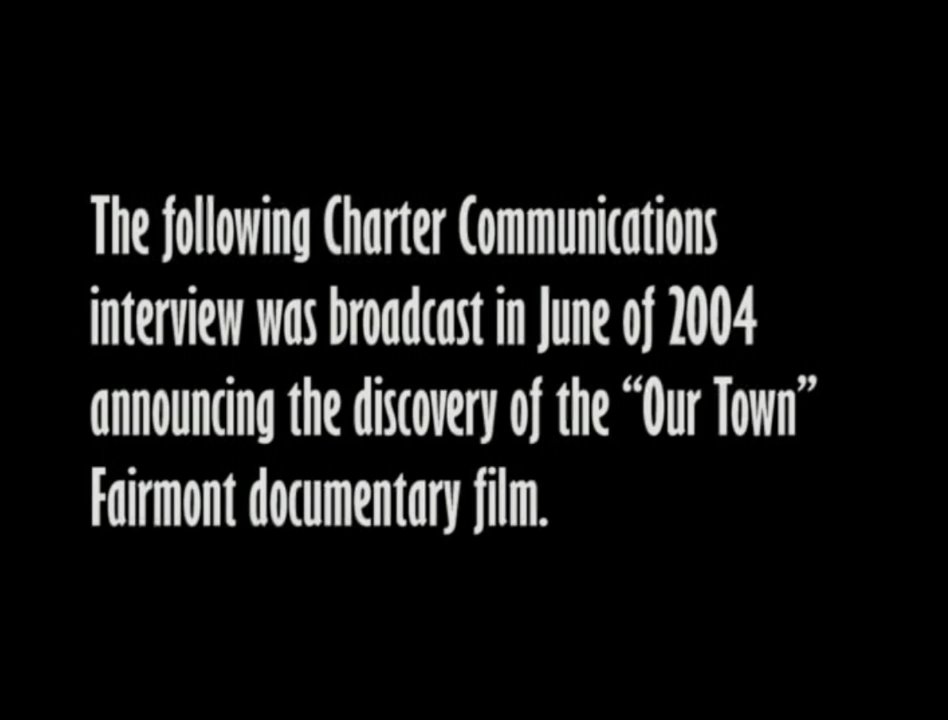 The following Charter Communications
interview was broadcast in June of 2004
announcing the discovery of the “Our Town”
Fairmont documentary film.